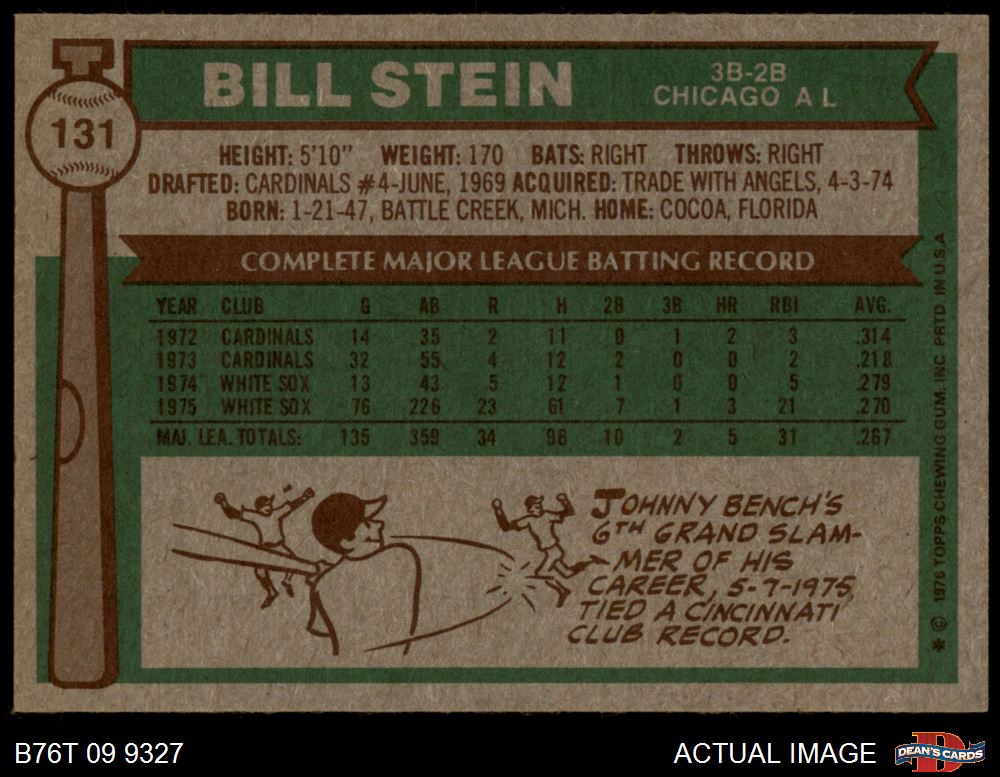 131
BILL STEIN
3B-2B
CHICAGO A L
HEIGHT: 5'10" WEIGHT: 170 BATS: RIGHT THROWS: RIGHT
DRAFTED: CARDINALS #4-JUNE, 1969 ACQUIRED: TRADE WITH ANGELS, 4-3-74
BORN: 1-21-47, BATTLE CREEK, MICH. HOME: COCOA, FLORIDA
COMPLETE MAJOR LEAGUE BATTING RECORD
YEAR CLUB G AB R H 2B 3B HR RBI AVG.
1972 CARDINALS 14 35 2 11 0 1 2 3 .314
1973 CARDINALS 32 55 4 12 2 0 0 2 .218
1974 WHITE SOX 13 43 5 12 1 0 0 5 .279
1975 WHITE SOX 76 226 23 61 7 1 3 21 .270
MAJ. LEA. TOTALS: 135 359 34 96 10 2 5 31 .267
JOHNNY BENCH'S
6TH GRAND SLAM-
MER OF HIS
CAREER, 5-7-1975,
TIED A CINCINNATI
CLUB RECORD.
* © 1976 TOPPS CHEWING GUM, INC. PRTD. IN U.S.A.
B76T 09 9327
ACTUAL IMAGE
D
DEAN'S CARDS